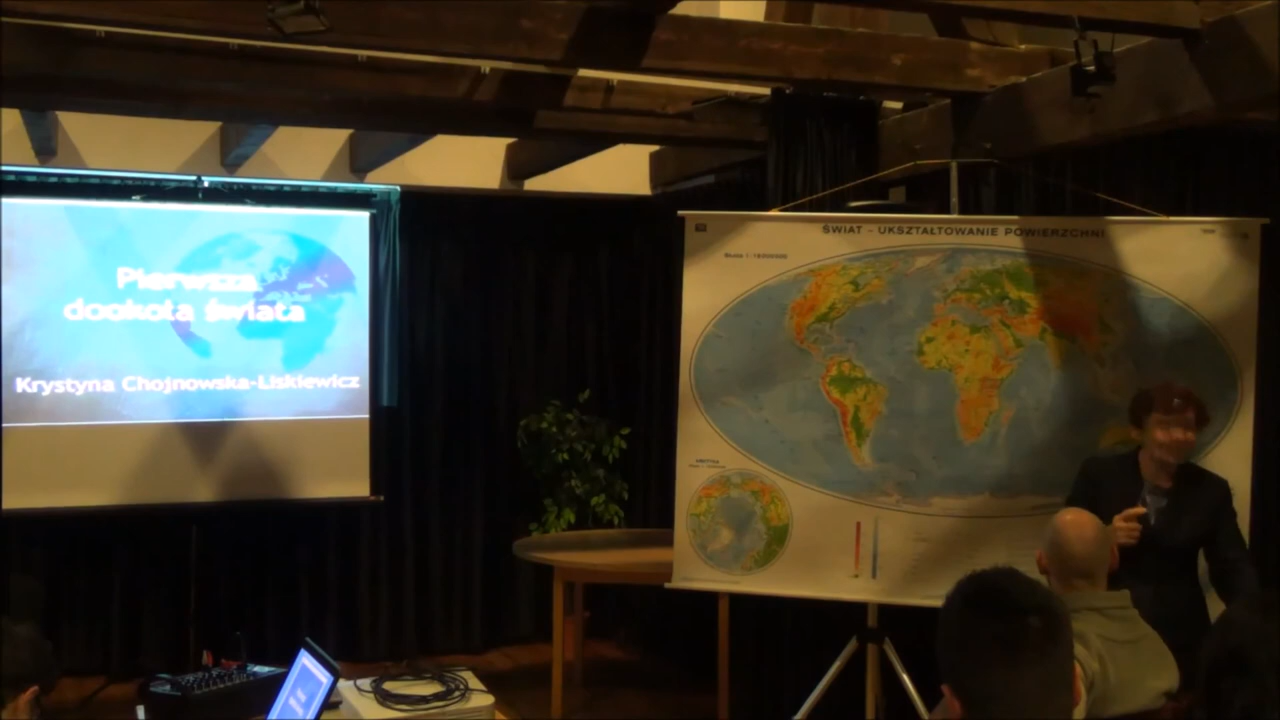 Pierwsza
dookoła świata
Krystyna Chojnowska-Liskiewicz
ŚWIAT - UKSZTAŁTOWANIE POWIERZCHNI